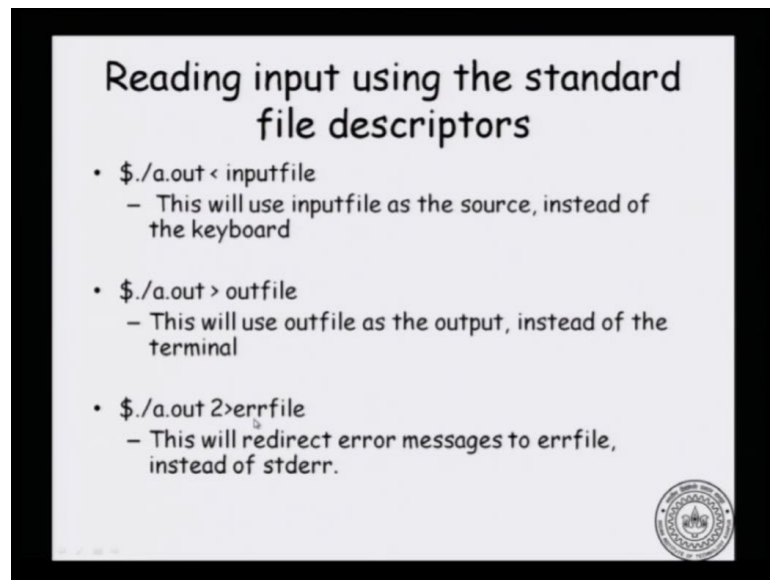 Reading input using the standard
file descriptors
• $./a.out < inputfile
– This will use inputfile as the source, instead of
the keyboard
• $./a.out > outfile
– This will use outfile as the output, instead of the
terminal
• $./a.out 2>errfile
– This will redirect error messages to errfile,
instead of stderr.